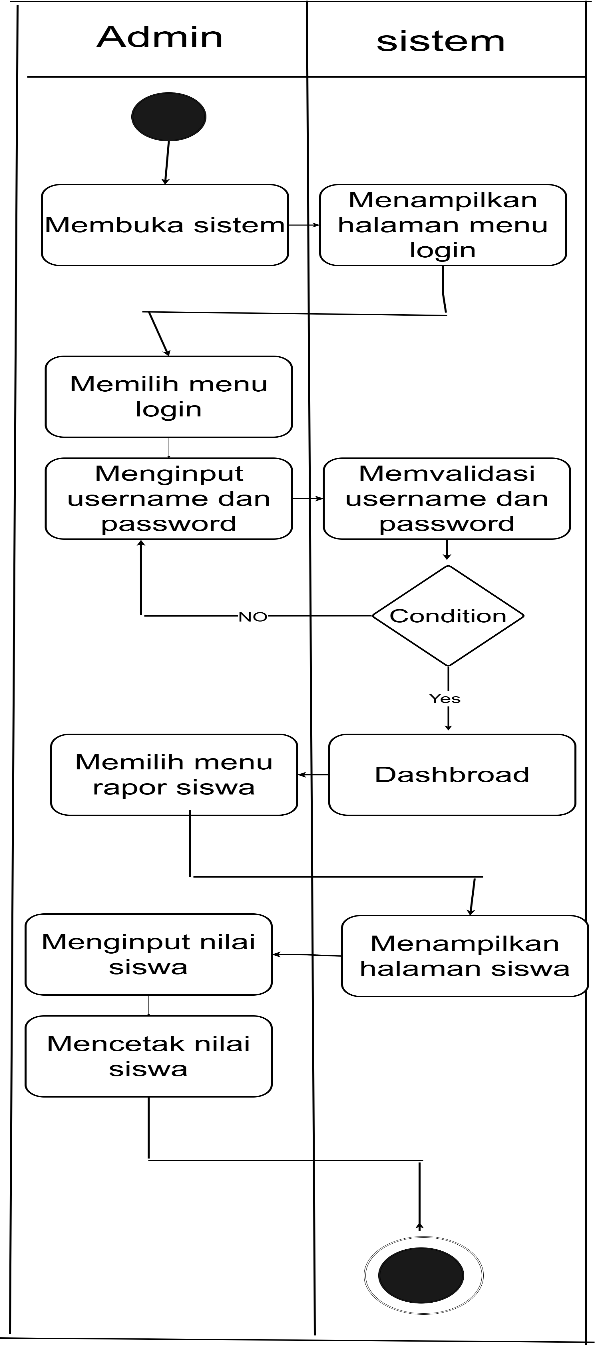 Admin
sistem
Membuka sistem
Menampilkan
halaman menu
login
Memilih menu
login
Menginput
username dan
password
Memvalidasi
username dan
password
Condition
NO
Yes
Memilih menu
rapor siswa
Dashbroad
Menginput nilai
siswa
Menampilkan
halaman siswa
Mencetak nilai
siswa